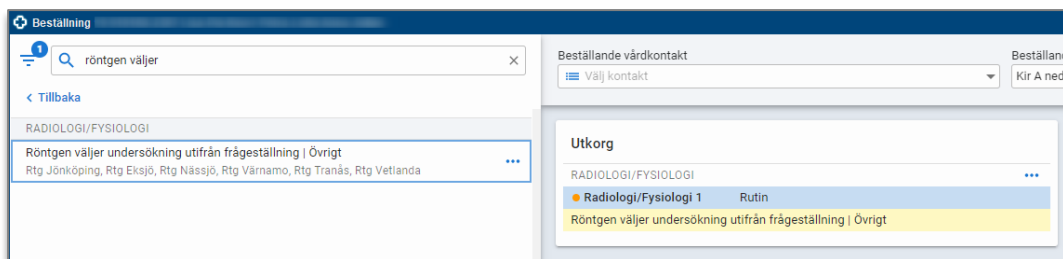 Beställning
1
röntgen väljer
Tillbaka
RADIOLOGI/FYSIOLOGI
Röntgen väljer undersökning utifrån frågeställning | Övrigt
Rtg Jönköping, Rtg Eksjö, Rtg Nässjö, Rtg Värnamo, Rtg Tranås, Rtg Vetlanda
Beställande vårdkontakt
Välj kontakt
Beställan
Kir A ned
Utkorg
RADIOLOGI/FYSIOLOGI
Radiologi/Fysiologi 1 Rutin
Röntgen väljer undersökning utifrån frågeställning | Övrigt